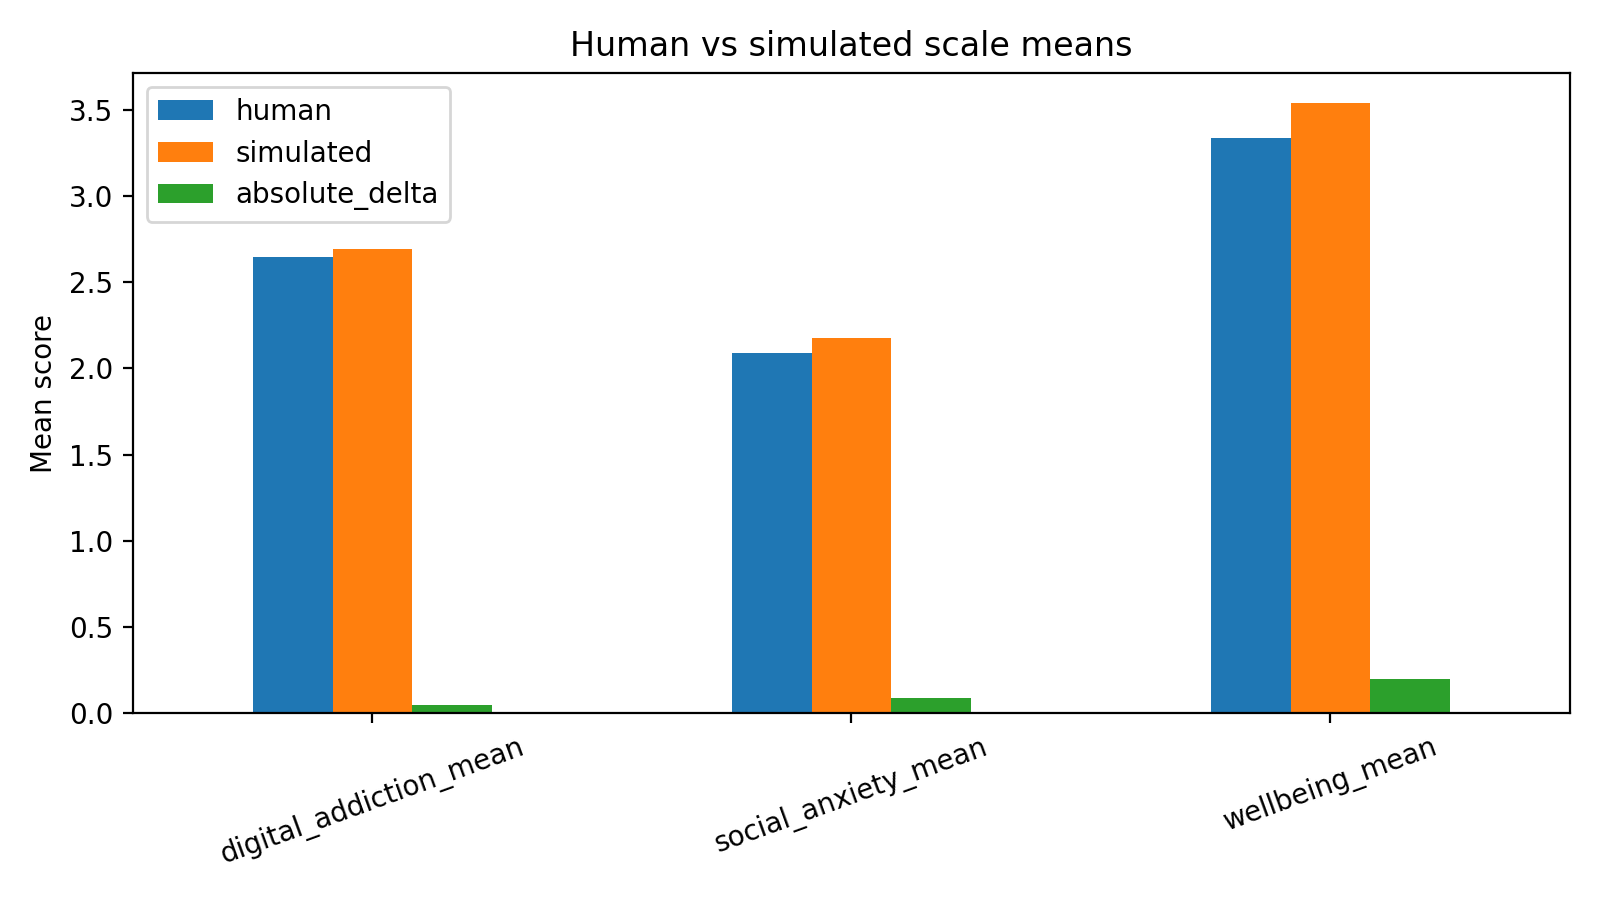 Human vs simulated scale means
human
simulated
absolute_delta
Mean score
3.5
3.0
2.5
2.0
1.5
1.0
0.5
0.0
digital_addiction_mean
social_anxiety_mean
wellbeing_mean